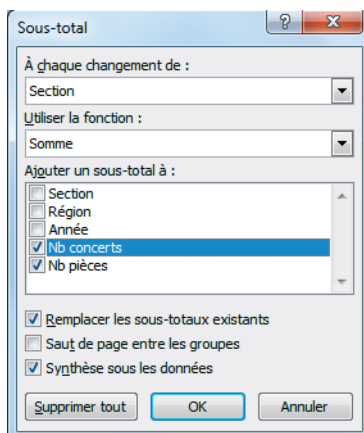 Sous-total
À chaque changement de :
Section
Utiliser la fonction :
Somme
Ajouter un sous-total à :
Section
Région
Année
Nb concerts
Nb pièces
Remplacer les sous-totaux existants
Saut de page entre les groupes
Synthèse sous les données
Supprimer tout
OK
Annuler